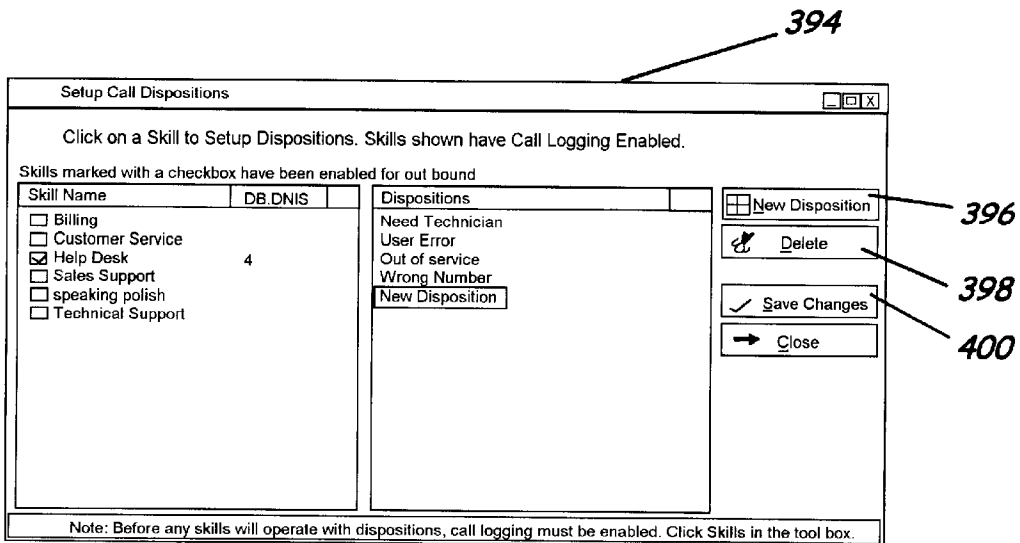 394
Setup Call Dispositions
X
Click on a Skill to Setup Dispositions. Skills shown have Call Logging Enabled.
Skills marked with a checkbox have been enabled for out bound
Skill Name DB.DNIS
Billing
Customer Service
Help Desk 4
Sales Support
speaking polish
Technical Support
Dispositions
Need Technician
User Error
Out of service
Wrong Number
New Disposition
New Disposition 396
Delete 398
Save Changes 400
Close
Note: Before any skills will operate with dispositions, call logging must be enabled. Click Skills in the tool box.